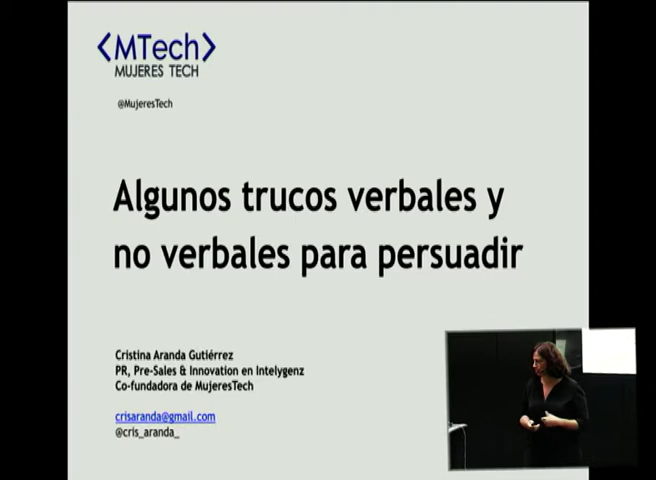 <MTech>
MUJERES TECH
@MujeresTech
Algunos trucos verbales y
no verbales para persuadir
Cristina Aranda Gutiérrez
PR, Pre-Sales & Innovation en Intelygenz
Co-fundadora de MujeresTech
crisaranda@gmail.com
@cris_aranda_